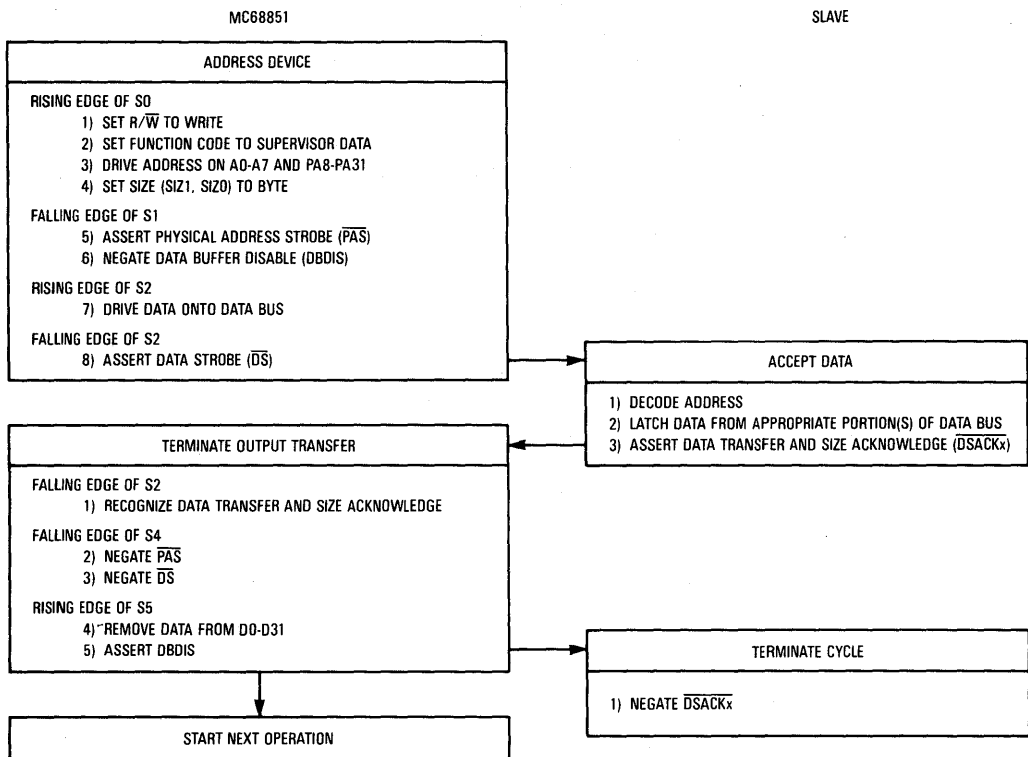 MC68851
SLAVE
ADDRESS DEVICE
RISING EDGE OF S0
1) SET R/W̅ TO WRITE
2) SET FUNCTION CODE TO SUPERVISOR DATA
3) DRIVE ADDRESS ON A0-A7 AND PA8-PA31
4) SET SIZE (SIZ1, SIZ0) TO BYTE
FALLING EDGE OF S1
5) ASSERT PHYSICAL ADDRESS STROBE (P̅A̅S̅)
6) NEGATE DATA BUFFER DISABLE (DBDIS)
RISING EDGE OF S2
7) DRIVE DATA ONTO DATA BUS
FALLING EDGE OF S2
8) ASSERT DATA STROBE (D̅S̅)
ACCEPT DATA
1) DECODE ADDRESS
2) LATCH DATA FROM APPROPRIATE PORTION(S) OF DATA BUS
3) ASSERT DATA TRANSFER AND SIZE ACKNOWLEDGE (D̅S̅A̅C̅K̅x̅)
TERMINATE OUTPUT TRANSFER
FALLING EDGE OF S2
1) RECOGNIZE DATA TRANSFER AND SIZE ACKNOWLEDGE
FALLING EDGE OF S4
2) NEGATE P̅A̅S̅
3) NEGATE D̅S̅
RISING EDGE OF S5
4) REMOVE DATA FROM D0-D31
5) ASSERT DBDIS
TERMINATE CYCLE
1) NEGATE D̅S̅A̅C̅K̅x̅
START NEXT OPERATION